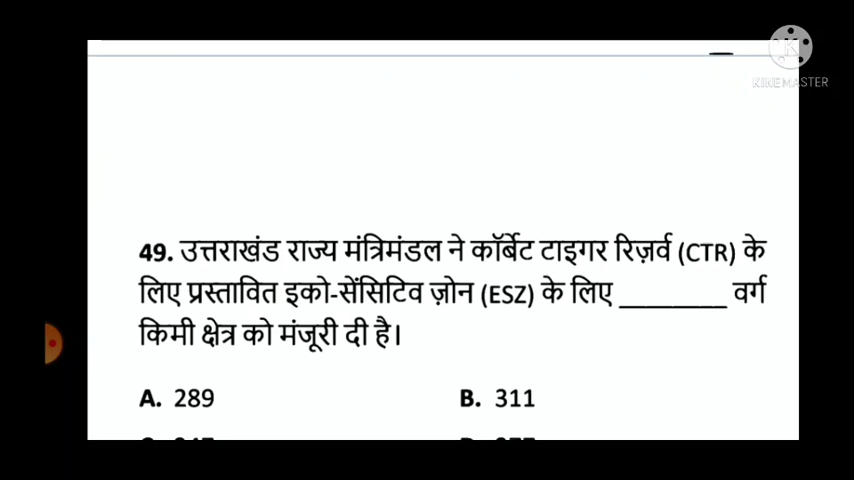 K
KINEMASTER
49. उत्तराखंड राज्य मंत्रिमंडल ने कॉर्बेट टाइगर रिज़र्व (CTR) के
लिए प्रस्तावित इको-सेंसिटिव ज़ोन (ESZ) के लिए ________ वर्ग
किमी क्षेत्र को मंजूरी दी है।
A. 289 B. 311